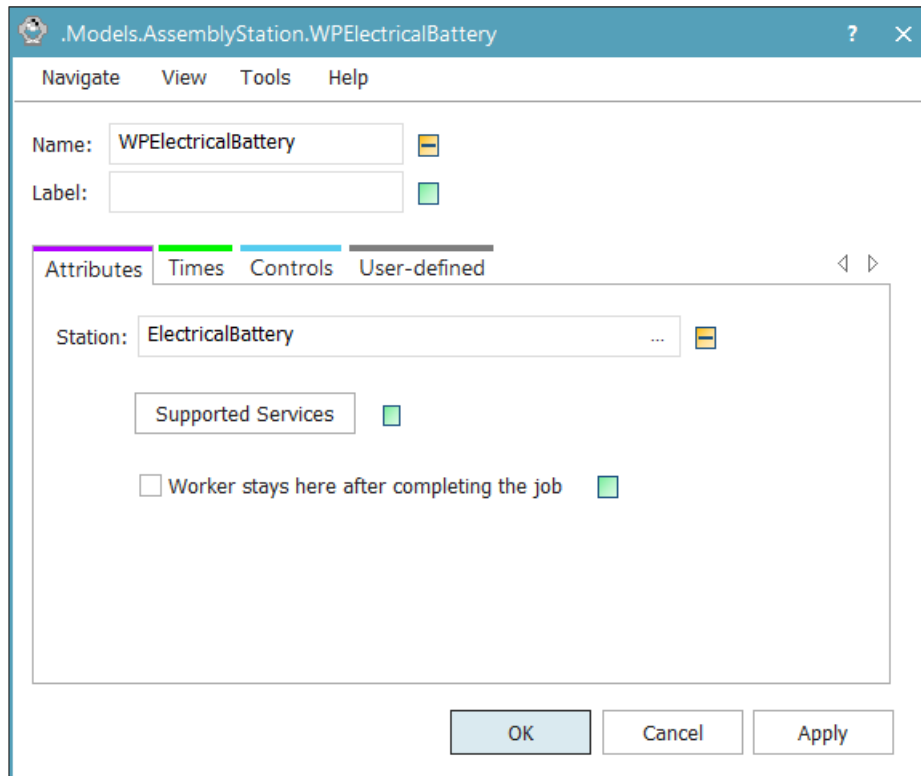 .Models.AssemblyStation.WPElectricalBattery ? ×
Navigate View Tools Help
Name: WPElectricalBattery
Label:
Attributes Times Controls User-defined
Station: ElectricalBattery ...
Supported Services
Worker stays here after completing the job
OK Cancel Apply